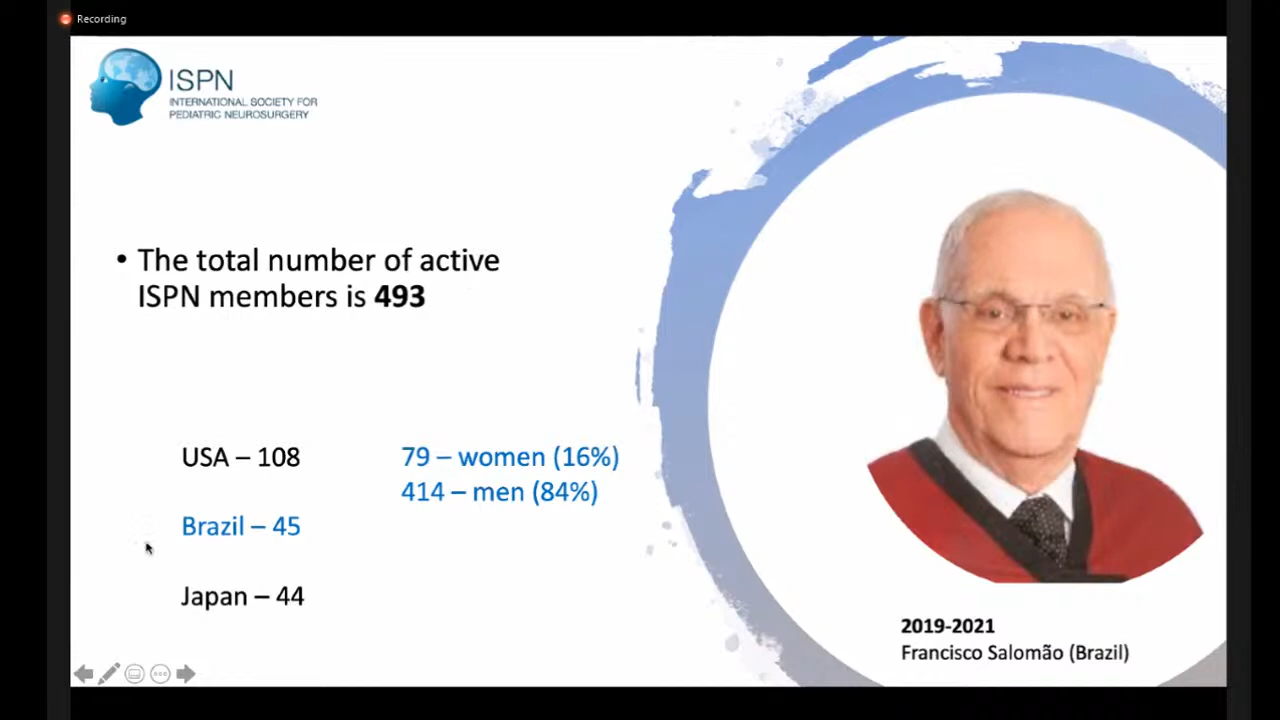 Recording
ISPN
INTERNATIONAL SOCIETY FOR
PEDIATRIC NEUROSURGERY
• The total number of active
ISPN members is 493
USA – 108
79 – women (16%)
414 – men (84%)
Brazil – 45
Japan – 44
2019-2021
Francisco Salomão (Brazil)